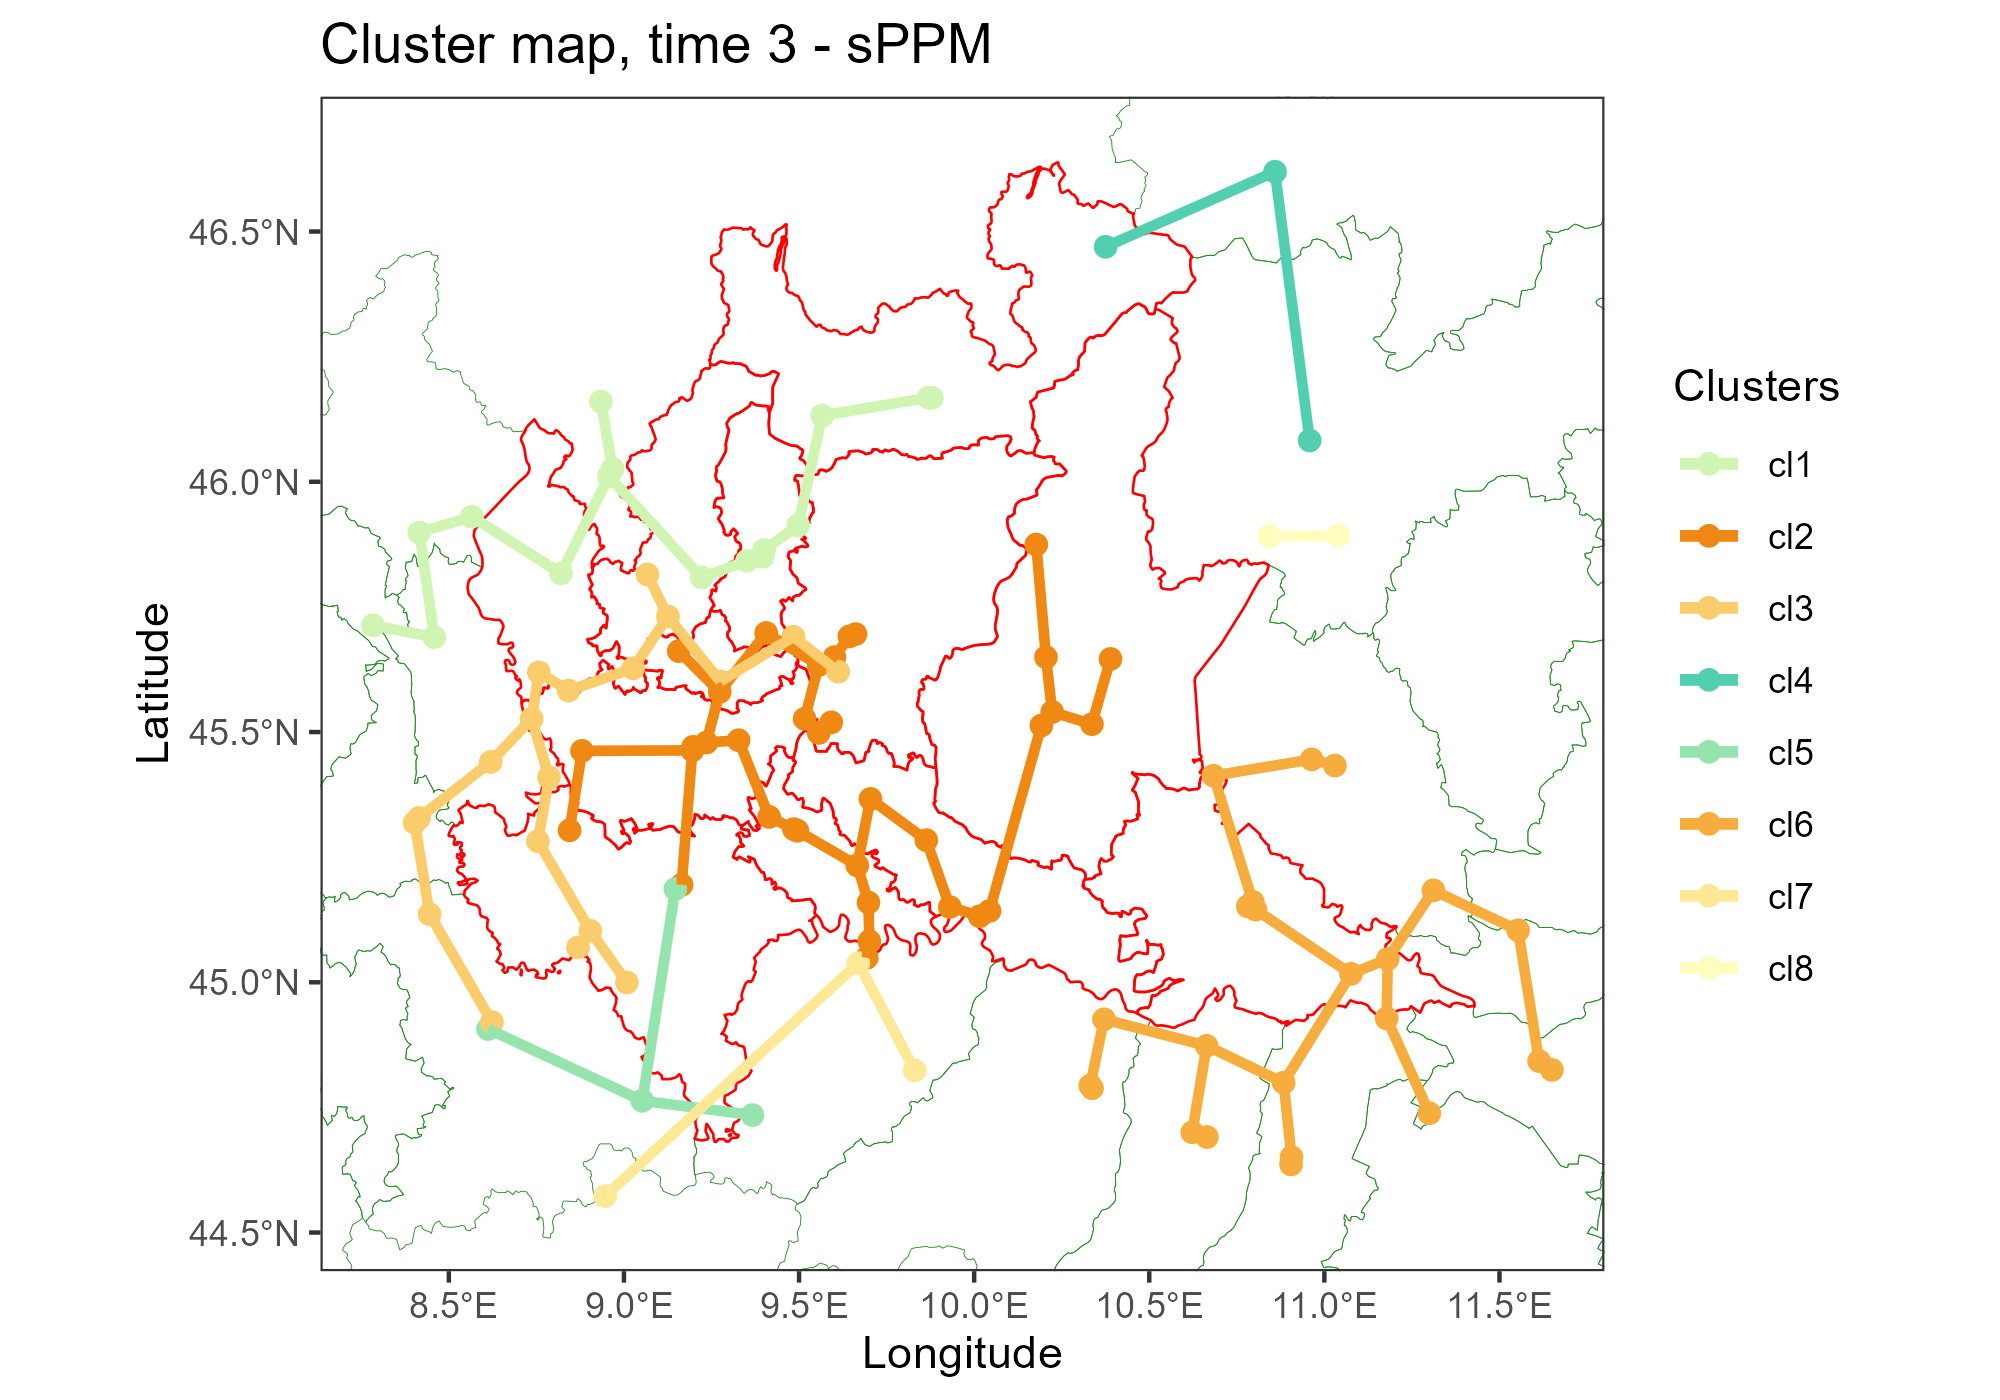 Cluster map, time 3 - sPPM
46.5°N
46.0°N
45.5°N
45.0°N
44.5°N
Latitude
8.5°E
9.0°E
9.5°E
10.0°E
10.5°E
11.0°E
11.5°E
Longitude
Clusters
cl1
cl2
cl3
cl4
cl5
cl6
cl7
cl8